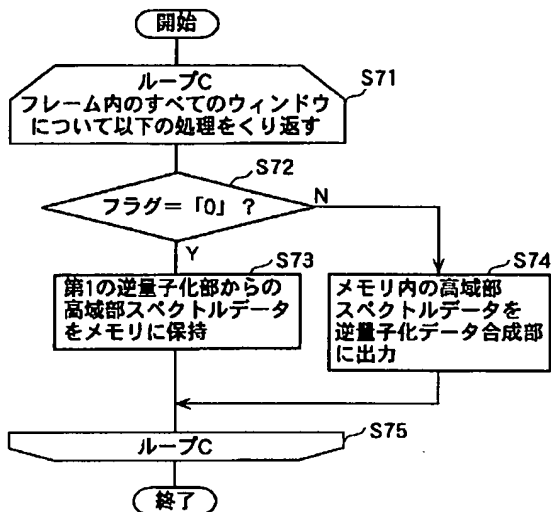 開始
S71
ループC
フレーム内のすべてのウィンドウ
について以下の処理をくり返す
S72
フラグ=「0」?
N
Y
S73
第1の逆量子化部からの
高域部スペクトルデータ
をメモリに保持
S74
メモリ内の高域部
スペクトルデータを
逆量子化データ合成部
に出力
S75
ループC
終了